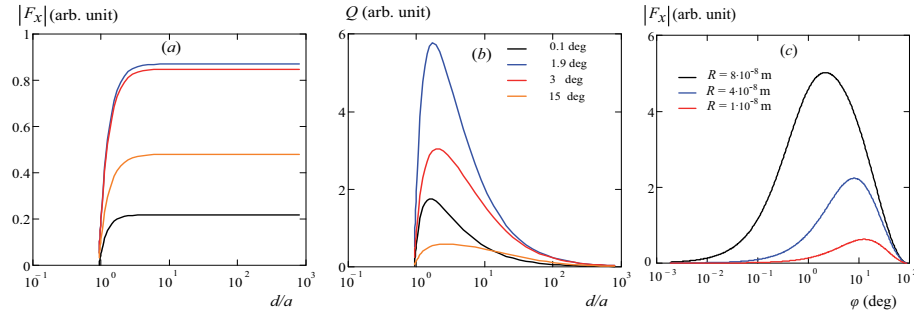 |F_x| (arb. unit)
(a)
1
0.8
0.6
0.4
0.2
0
10^-1
10^0
10^1
10^2
10^3
d/a
Q (arb. unit)
(b)
0.1 deg
1.9 deg
3 deg
15 deg
6
4
2
0
10^-1
10^0
10^1
10^2
10^3
d/a
|F_x| (arb. unit)
(c)
R = 8·10^-8 m
R = 4·10^-8 m
R = 1·10^-8 m
6
4
2
0
10^-3
10^-2
10^-1
10^0
10^1
10^2
φ (deg)